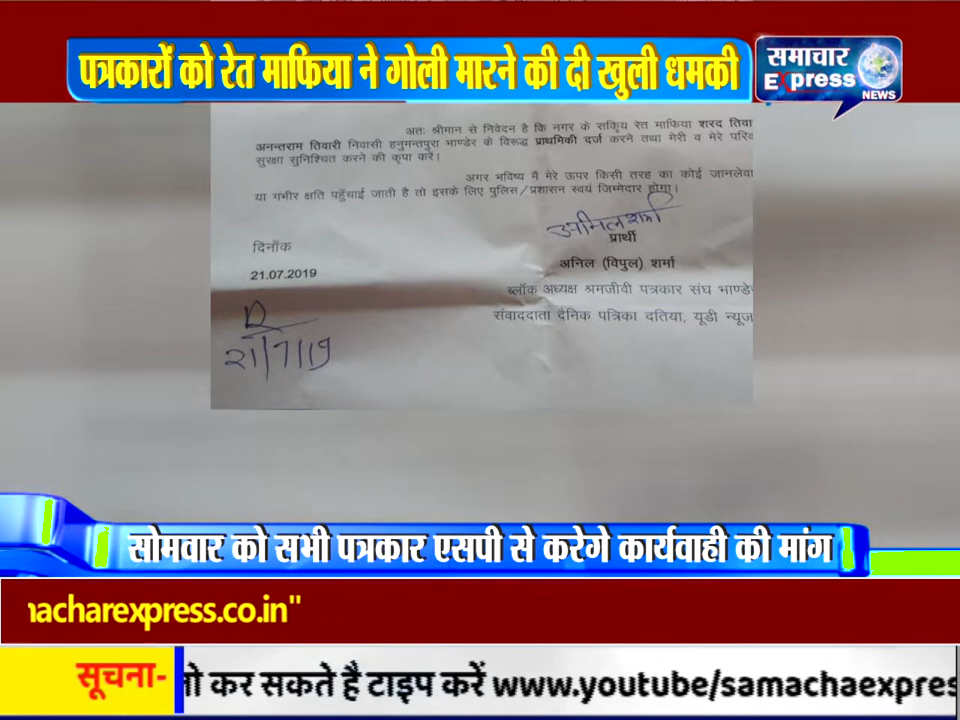 पत्रकारों को रेत माफिया ने गोली मारने की दी खुली धमकी
समाचार
Express
NEWS
अतः श्रीमान से निवेदन है कि नगर के सक्रिय रेत माफिया शरद तिवा
अनन्तराम तिवारी निवासी हनुमन्तपुरा भाण्डेर के विरूद्ध प्राथमिकी दर्ज करने तथा मेरी व मेरे परिव
सुरक्षा सुनिश्चित करने की कृपा करें।
अगर भविष्य मैं मेरे ऊपर किसी तरह का कोई जानलेवा
या गंभीर क्षति पहुँचाई जाती है तो इसके लिए पुलिस/प्रशासन स्वयं जिम्मेदार होगा।
प्रार्थी
दिनॉक
अनिल (विपुल) शर्मा
21.07.2019
ब्लॉक अध्यक्ष श्रमजीवी पत्रकार संघ भाण्डे
संवाददाता दैनिक पत्रिका दतिया, यूडी न्यूज
21/7/19
सोमवार को सभी पत्रकार एसपी से करेगे कार्यवाही की मांग
nacharexpress.co.in"
सूचना-
तो कर सकते है टाइप करें www.youtube/samachaexpres